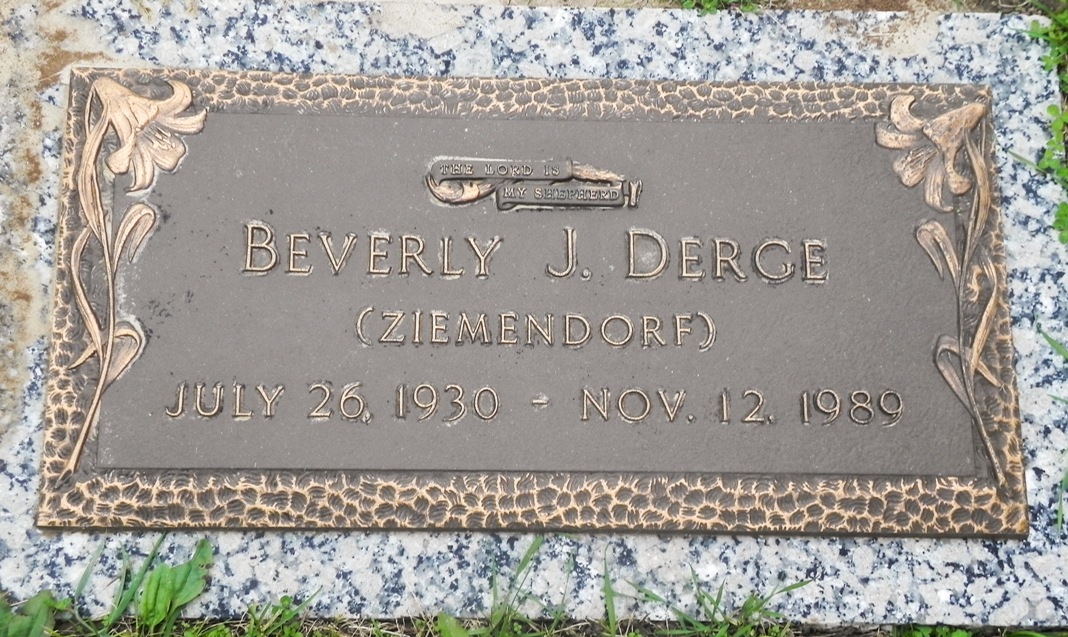 THE LORD IS
MY SHEPHERD
BEVERLY J. DERGE
(ZIEMENDORF)
JULY 26, 1930 - NOV. 12, 1989